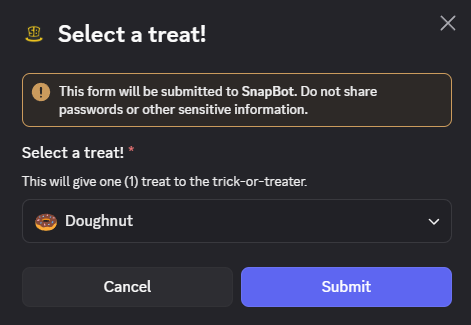 Select a treat!
This form will be submitted to SnapBot. Do not share
passwords or other sensitive information.
Select a treat! *
This will give one (1) treat to the trick-or-treater.
Doughnut
Cancel
Submit